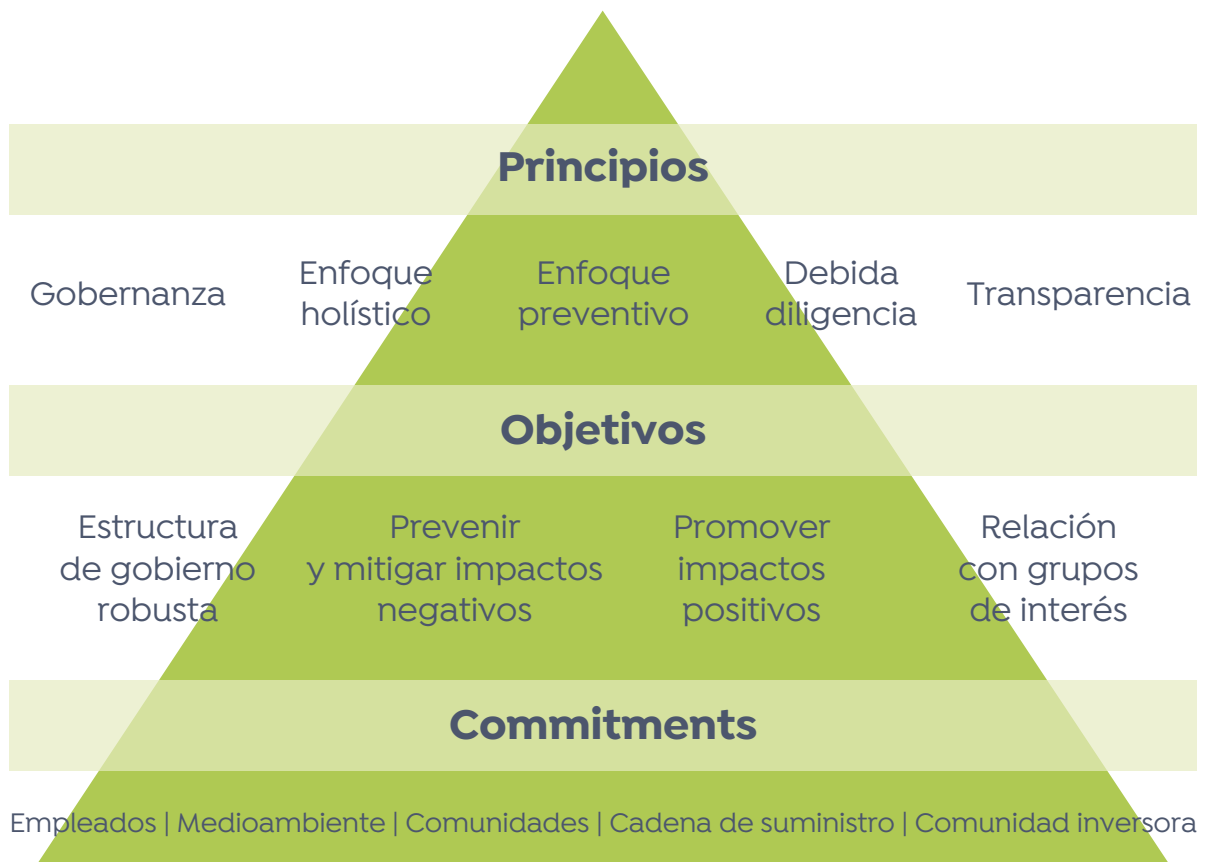 Principios
Gobernanza
Enfoque
holístico
Enfoque
preventivo
Debida
diligencia
Transparencia
Objetivos
Estructura
de gobierno
robusta
Prevenir
y mitigar impactos
negativos
Promover
impactos
positivos
Relación
con grupos
de interés
Commitments
Empleados | Medioambiente | Comunidades | Cadena de suministro | Comunidad inversora